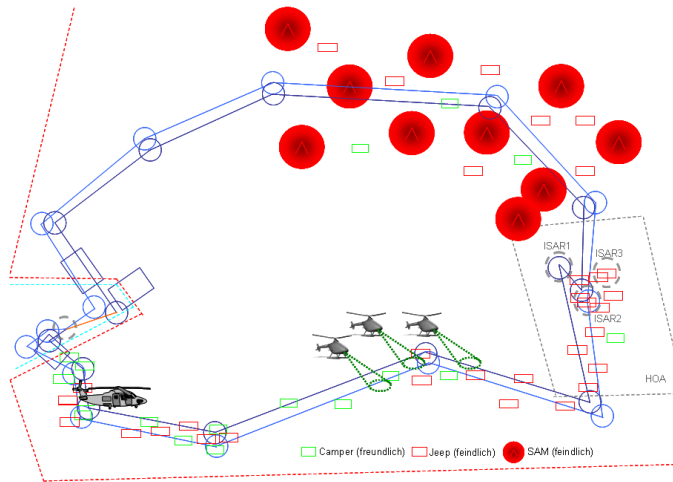 ISAR1
ISAR3
ISAR2
HOA
Camper (freundlich)
Jeep (feindlich)
SAM (feindlich)